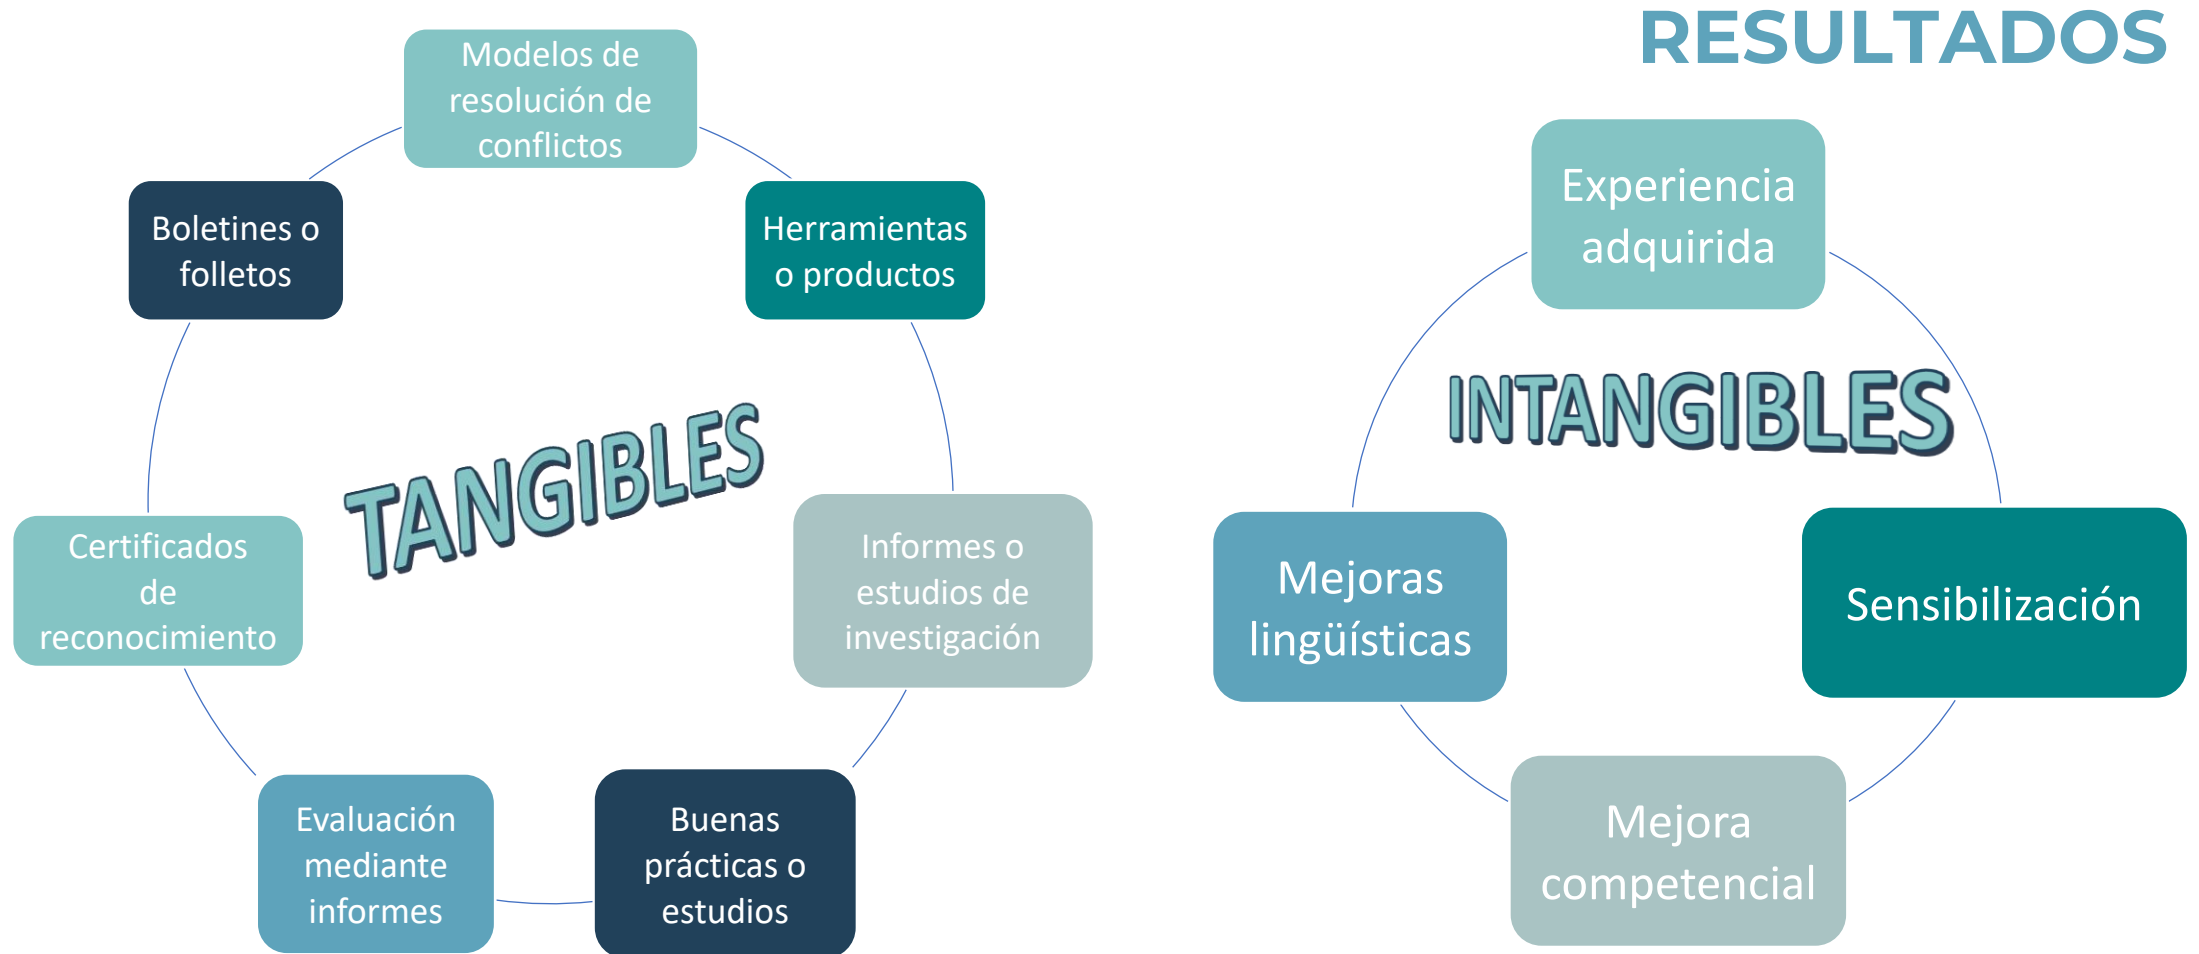 RESULTADOS
Modelos de
resolución de
conflictos
Herramientas
o productos
Informes o
estudios de
investigación
Buenas
prácticas o
estudios
Evaluación
mediante
informes
Certificados
de
reconocimiento
Boletines o
folletos
TANGIBLES
Experiencia
adquirida
Sensibilización
Mejora
competencial
Mejoras
lingüísticas
INTANGIBLES